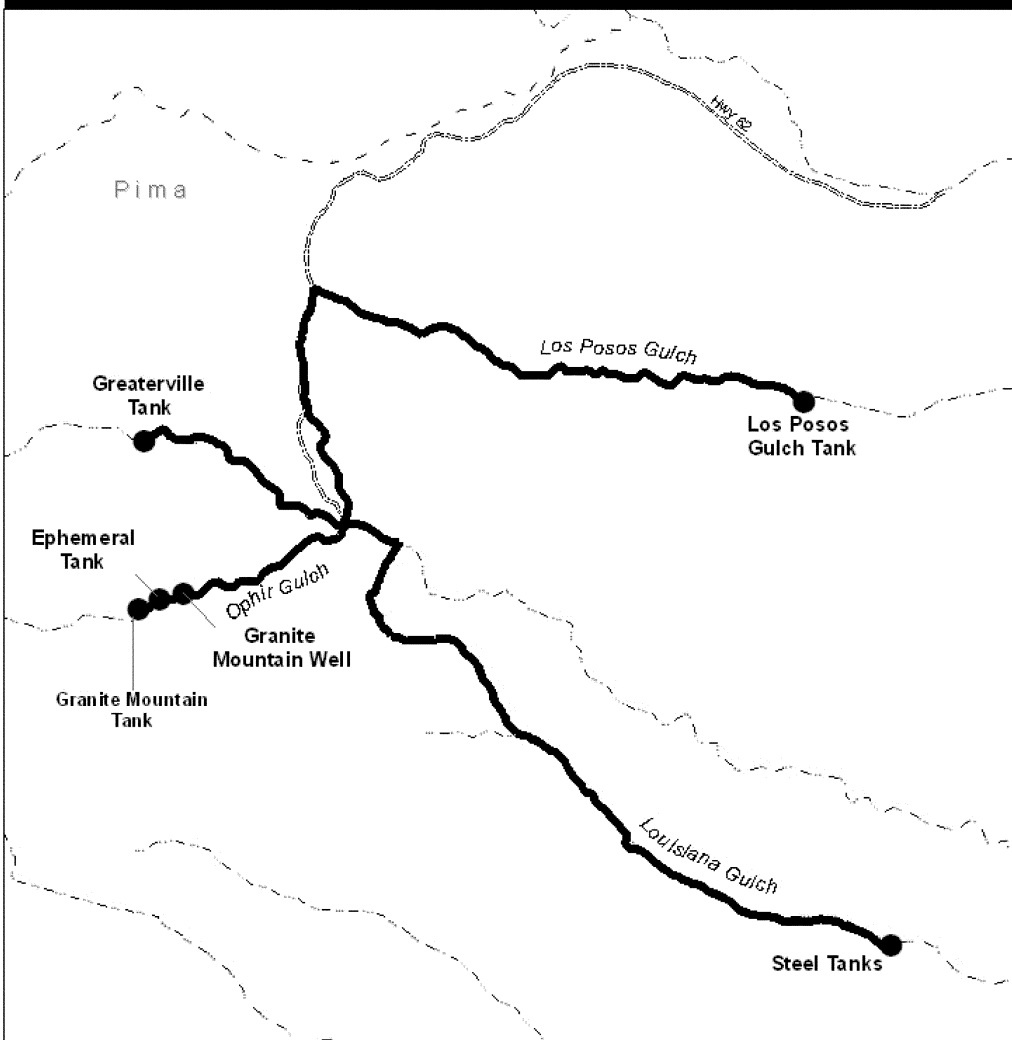 Hwy 62
Pima
Los Posos Gulch
Greaterville
Tank
Los Posos
Gulch Tank
Ephemeral
Tank
Ophir Gulch
Granite
Mountain Well
Granite Mountain
Tank
Louisiana Gulch
Steel Tanks